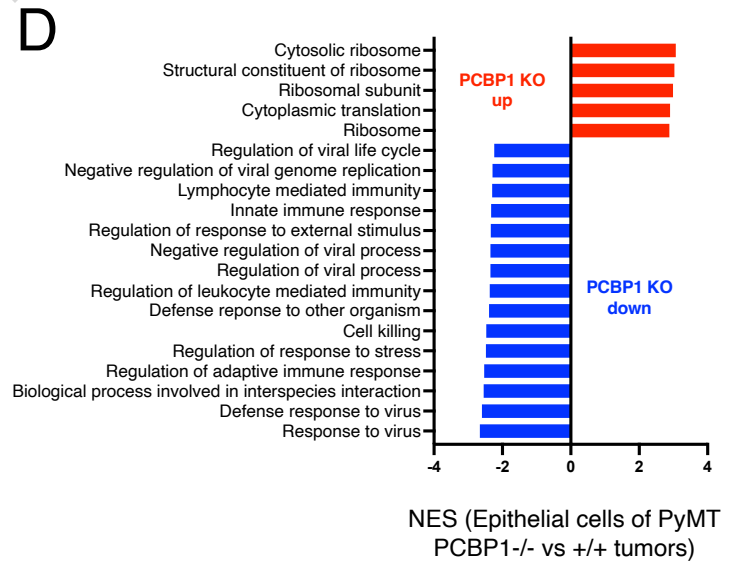 D
Cytosolic ribosome
Structural constituent of ribosome
Ribosomal subunit
Cytoplasmic translation
Ribosome
PCBP1 KO
up
Regulation of viral life cycle
Negative regulation of viral genome replication
Lymphocyte mediated immunity
Innate immune response
Regulation of response to external stimulus
Negative regulation of viral process
Regulation of viral process
Regulation of leukocyte mediated immunity
Defense reponse to other organism
Cell killing
Regulation of response to stress
Regulation of adaptive immune response
Biological process involved in interspecies interaction
Defense response to virus
Response to virus
PCBP1 KO
down
-4 -2 0 2 4
NES (Epithelial cells of PyMT
PCBP1-/- vs +/+ tumors)